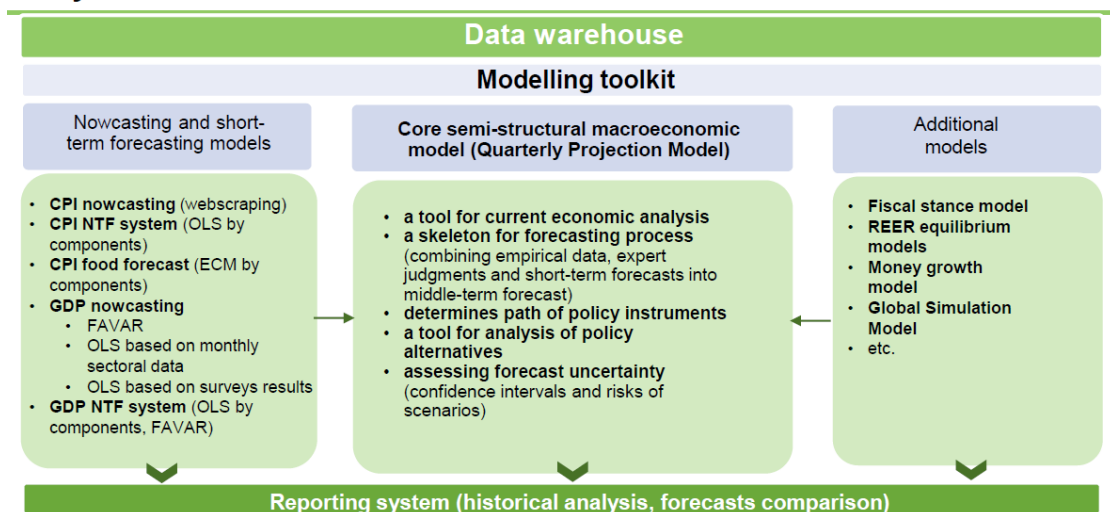 Data warehouse
Modelling toolkit
Nowcasting and short-
term forecasting models
• CPI nowcasting (webscraping)
• CPI NTF system (OLS by
components)
• CPI food forecast (ECM by
components)
• GDP nowcasting
• FAVAR
• OLS based on monthly
sectoral data
• OLS based on surveys results
• GDP NTF system (OLS by
components, FAVAR)
Core semi-structural macroeconomic
model (Quarterly Projection Model)
• a tool for current economic analysis
• a skeleton for forecasting process
(combining empirical data, expert
judgments and short-term forecasts into
middle-term forecast)
• determines path of policy instruments
• a tool for analysis of policy
alternatives
• assessing forecast uncertainty
(confidence intervals and risks of
scenarios)
Additional
models
• Fiscal stance model
• REER equilibrium
models
• Money growth
model
• Global Simulation
Model
• etc.
Reporting system (historical analysis, forecasts comparison)